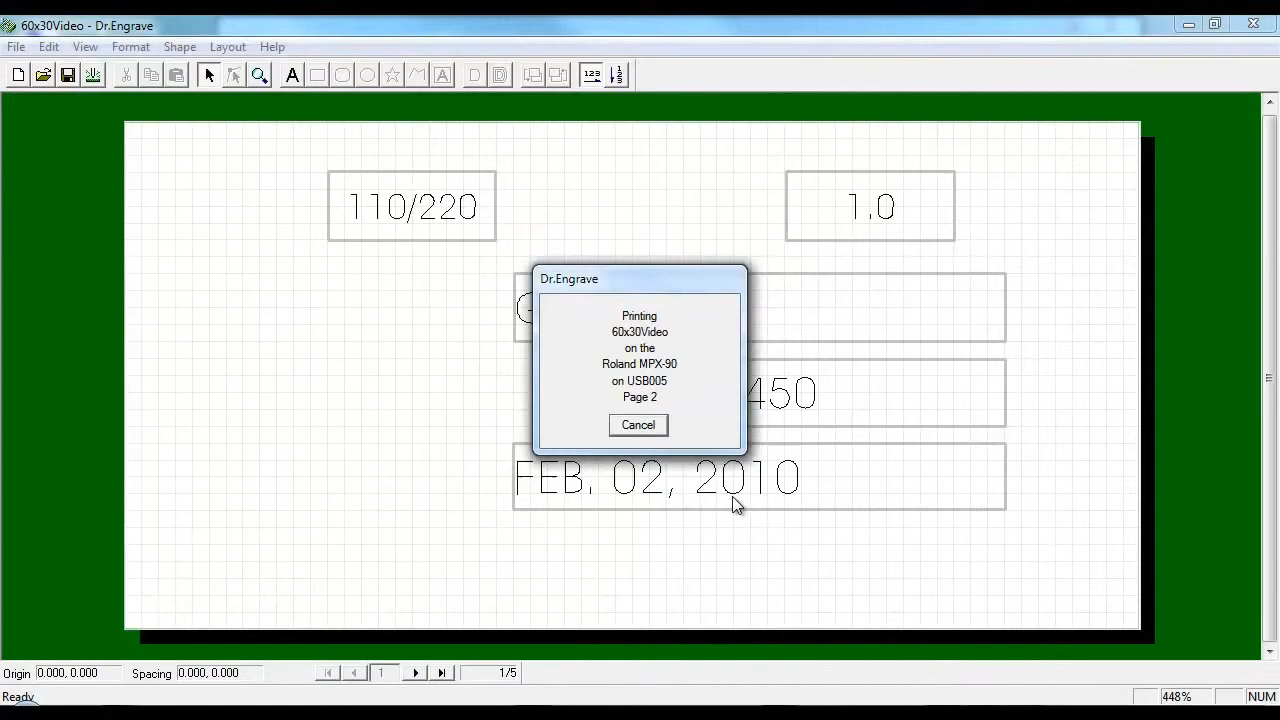 60x30Video - Dr.Engrave
File Edit View Format Shape Layout Help
A A D D 123
110/220 1.0
Dr.Engrave
Printing
60x30Video
on the
Roland MPX-90
on USB005
Page 2
Cancel
G
450
FEB. 02, 2010
Origin 0.000, 0.000 Spacing 0.000, 0.000 1 1/5
Ready 448% NUM